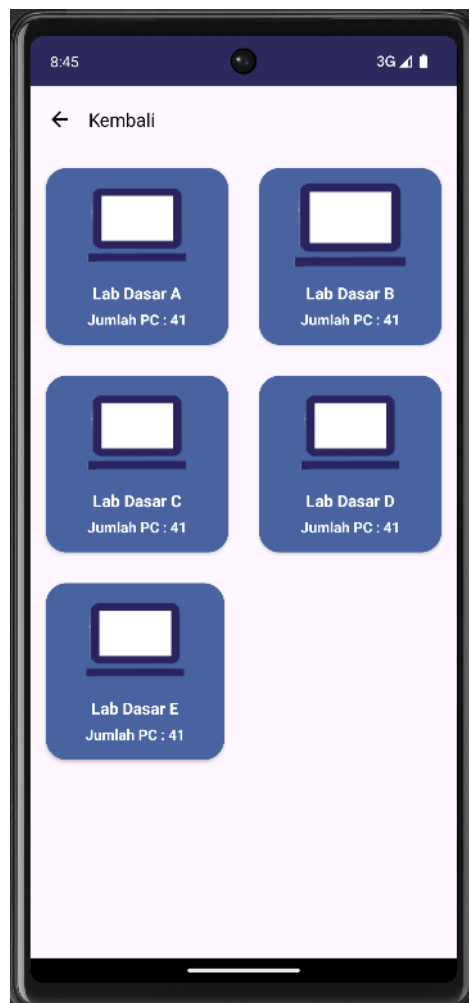 8:45
3G
Kembali
Lab Dasar A
Jumlah PC : 41
Lab Dasar B
Jumlah PC : 41
Lab Dasar C
Jumlah PC : 41
Lab Dasar D
Jumlah PC : 41
Lab Dasar E
Jumlah PC : 41